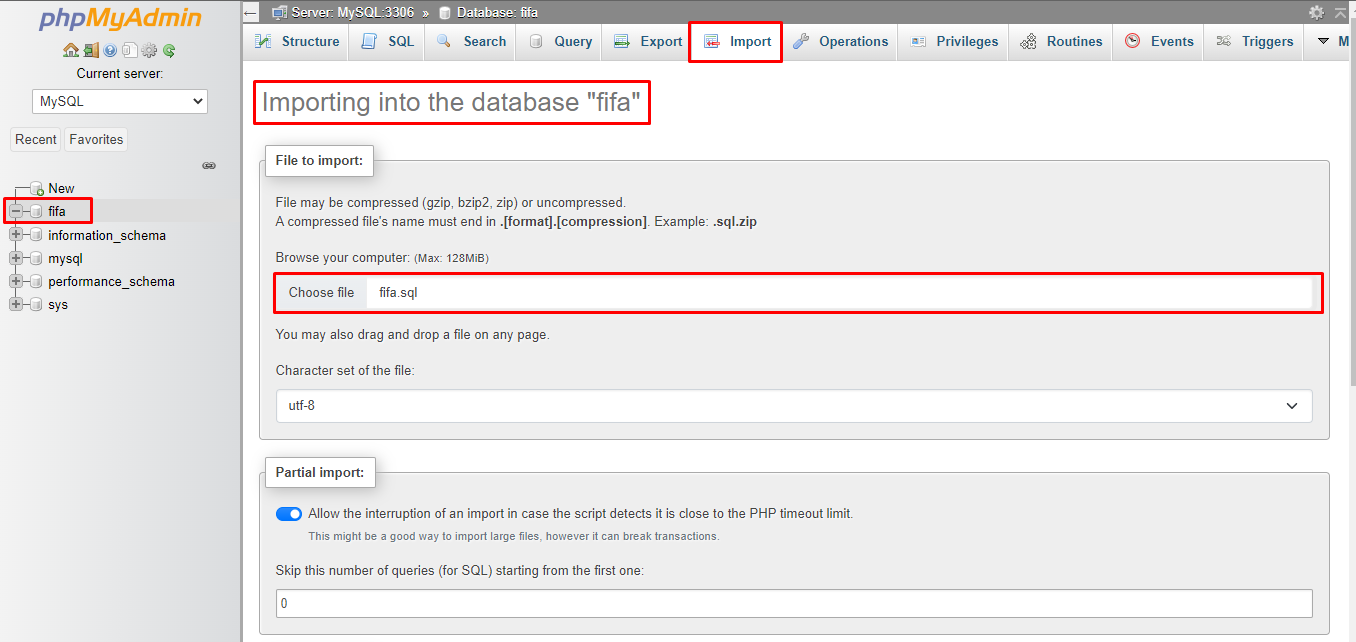 phpMyAdmin
Current server:
MySQL
Recent
Favorites
New
fifa
information_schema
mysql
performance_schema
sys
Server: MySQL:3306 » Database: fifa
Structure
SQL
Search
Query
Export
Import
Operations
Privileges
Routines
Events
Triggers
M
Importing into the database "fifa"
File to import:
File may be compressed (gzip, bzip2, zip) or uncompressed.
A compressed file's name must end in .[format].[compression]. Example: .sql.zip
Browse your computer: (Max: 128MiB)
Choose file fifa.sql
You may also drag and drop a file on any page.
Character set of the file:
utf-8
Partial import:
Allow the interruption of an import in case the script detects it is close to the PHP timeout limit.
This might be a good way to import large files, however it can break transactions.
Skip this number of queries (for SQL) starting from the first one:
0